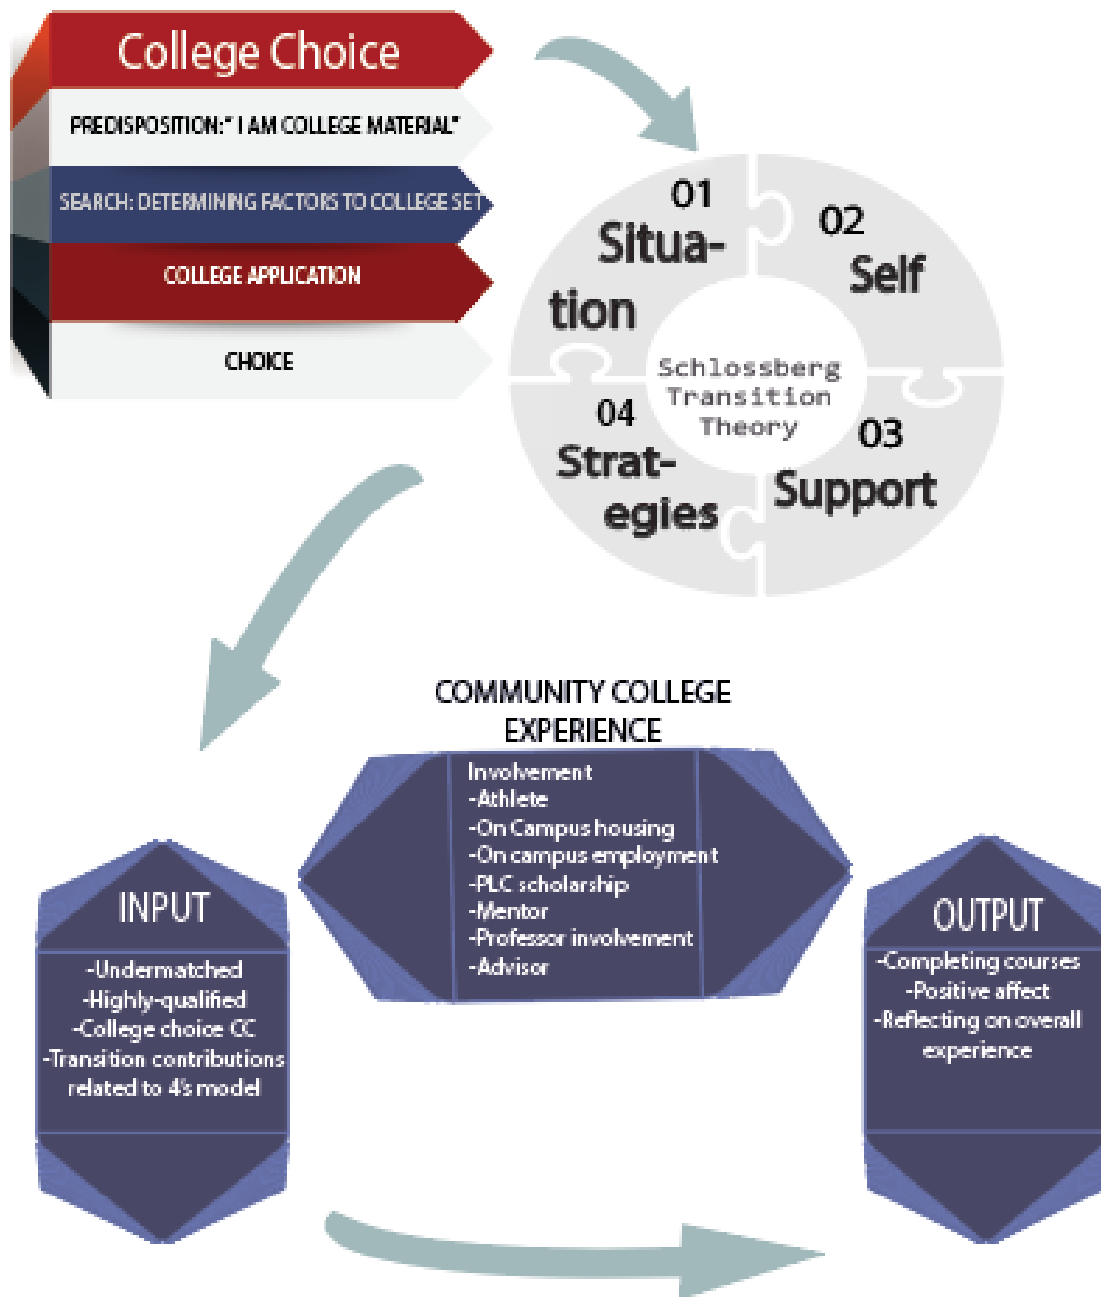 College Choice
PREDISPOSITION:" I AM COLLEGE MATERIAL"
SEARCH: DETERMINING FACTORS TO COLLEGE SET
COLLEGE APPLICATION
CHOICE
01
Situa-
tion
02
Self
Schlossberg
Transition
Theory
03
Support
04
Strat-
egies
COMMUNITY COLLEGE
EXPERIENCE
Involvement
-Athlete
-On Campus housing
-On campus employment
-PLC scholarship
-Mentor
-Professor involvement
-Advisor
INPUT
-Undermatched
-Highly-qualified
-College choice CC
-Transition contributions
related to 4's model
OUTPUT
-Completing courses
-Positive affect
-Reflecting on overall
experience